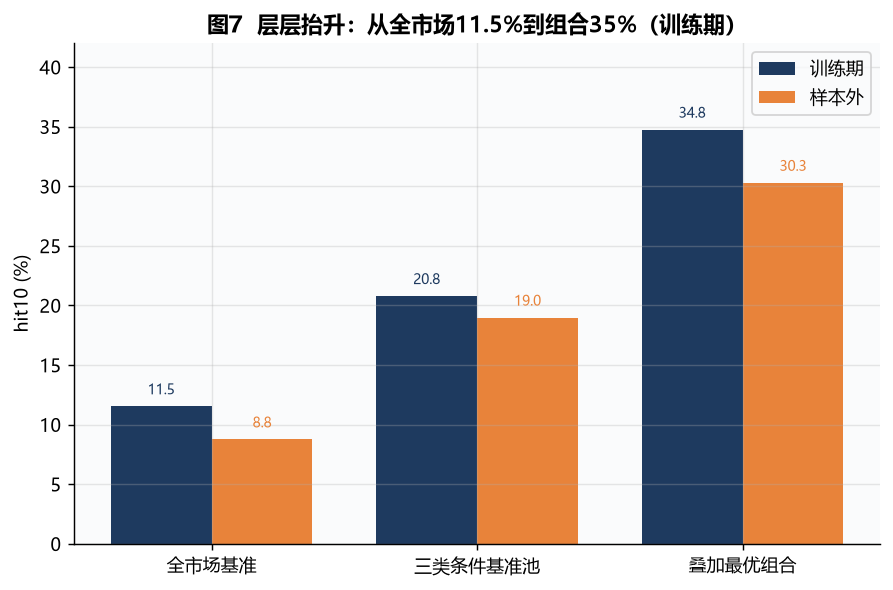 图7 层层抬升：从全市场11.5%到组合35%（训练期）
训练期
样本外
hit10 (%)
40
35
30
25
20
15
10
5
0
11.5
8.8
20.8
19.0
34.8
30.3
全市场基准
三类条件基准池
叠加最优组合